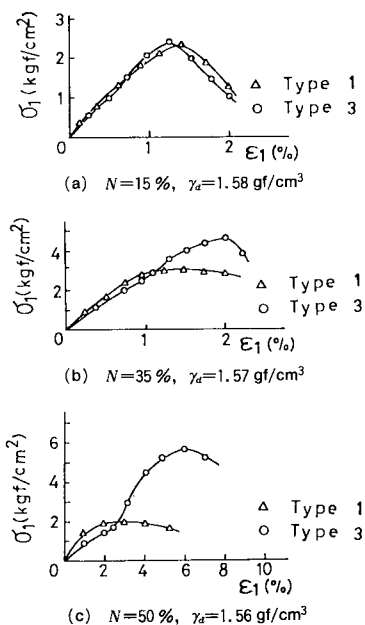 3
2
1
0
1
2
σ1(kgf/cm²)
ε1(%)
△ Type 1
○ Type 3
(a) N=15 %, γd=1.58 gf/cm³
4
2
0
1
2
σ1(kgf/cm²)
ε1(%)
△ Type 1
○ Type 3
(b) N=35 %, γd=1.57 gf/cm³
6
4
2
0
2
4
6
8
10
σ1(kgf/cm²)
ε1(%)
△ Type 1
○ Type 3
(c) N=50 %, γd=1.56 gf/cm³